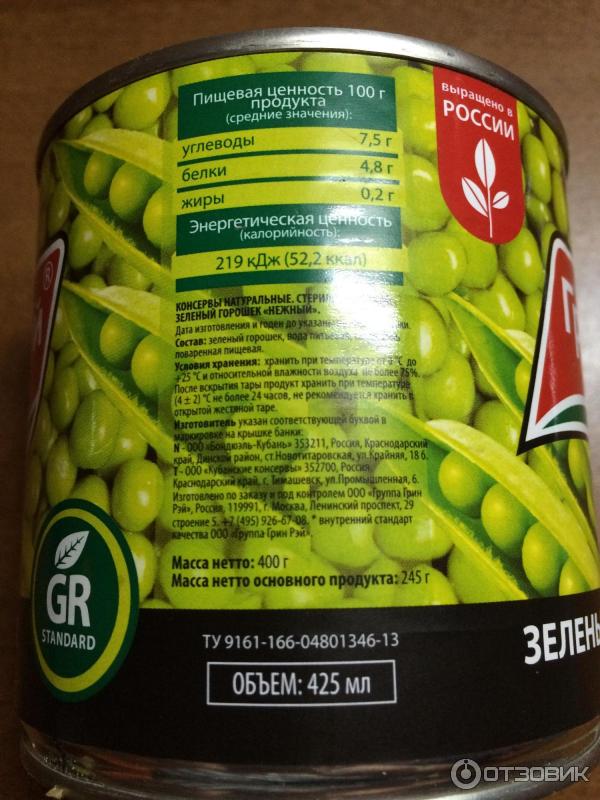 Пищевая ценность 100 г
продукта
(средние значения):
углеводы 7,5 г
белки 4,8 г
жиры 0,2 г
Энергетическая ценность
(калорийность):
219 кДж (52,2 ккал)
выращено в
РОССИИ
®
КОНСЕРВЫ НАТУРАЛЬНЫЕ.
ЗЕЛЕНЫЙ ГОРОШЕК «НЕЖНЫЙ».
Дата изготовления и годен до указаны
Состав: зеленый горошек, вода
поваренная пищевая.
Условия хранения: хранить при температуре от °С до
+25 °С и относительной влажности воздуха не более 75%.
После вскрытия тары продукт хранить при температуре
(4 ± 2) °С не более 24 часов, не рекомендуется хранить в
открытой жестяной таре.
Изготовитель указан соответствующей буквой в
маркировке на крышке банки:
N - ООО «Бондюэль-Кубань» 353211, Россия, Краснодарский
край, Динской район, ст.Новотитаровская, ул.Крайняя, 18 б.
T - ООО «Кубанские консервы» 352700, Россия,
Краснодарский край, г. Тимашевск, ул.Промышленная, 6.
Изготовлено по заказу и под контролем ООО «Группа Грин
Рэй», Россия, 119991, г. Москва, Ленинский проспект, 29
строение 5. +7 (495) 926-67-08. * внутренний стандарт
качества ООО «Группа Грин Рэй».
Масса нетто: 400 г
Масса нетто основного продукта: 245 г
GR
STANDARD
ТУ 9161-166-04801346-13
ОБЪЕМ: 425 мл
ЗЕЛЕНЬ
ОТЗОВИК